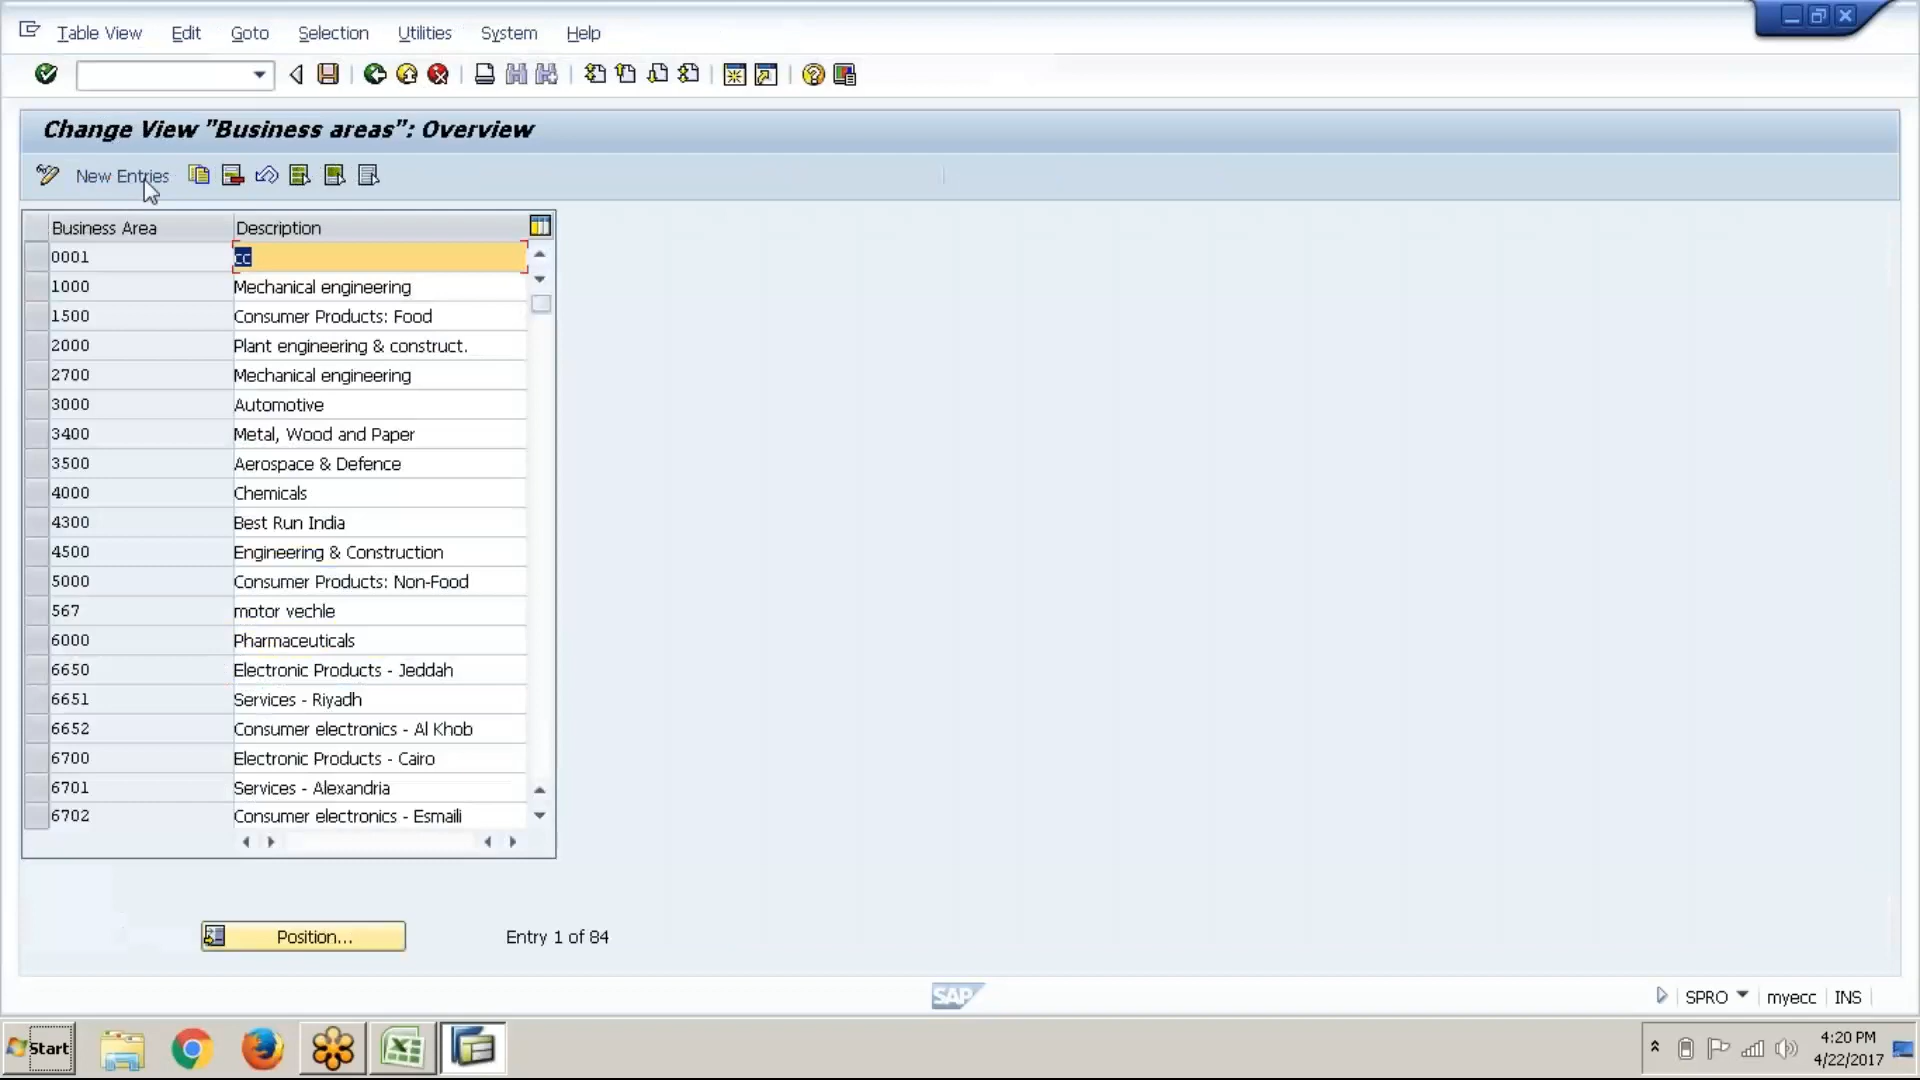 Table View Edit Goto Selection Utilities System Help
Change View "Business areas": Overview
New Entries
Business Area Description
0001 cc
1000 Mechanical engineering
1500 Consumer Products: Food
2000 Plant engineering & construct.
2700 Mechanical engineering
3000 Automotive
3400 Metal, Wood and Paper
3500 Aerospace & Defence
4000 Chemicals
4300 Best Run India
4500 Engineering & Construction
5000 Consumer Products: Non-Food
567 motor vechle
6000 Pharmaceuticals
6650 Electronic Products - Jeddah
6651 Services - Riyadh
6652 Consumer electronics - Al Khob
6700 Electronic Products - Cairo
6701 Services - Alexandria
6702 Consumer electronics - Esmaili
Position... Entry 1 of 84
SAP SPRO myecc INS
Start 4:20 PM
4/22/2017